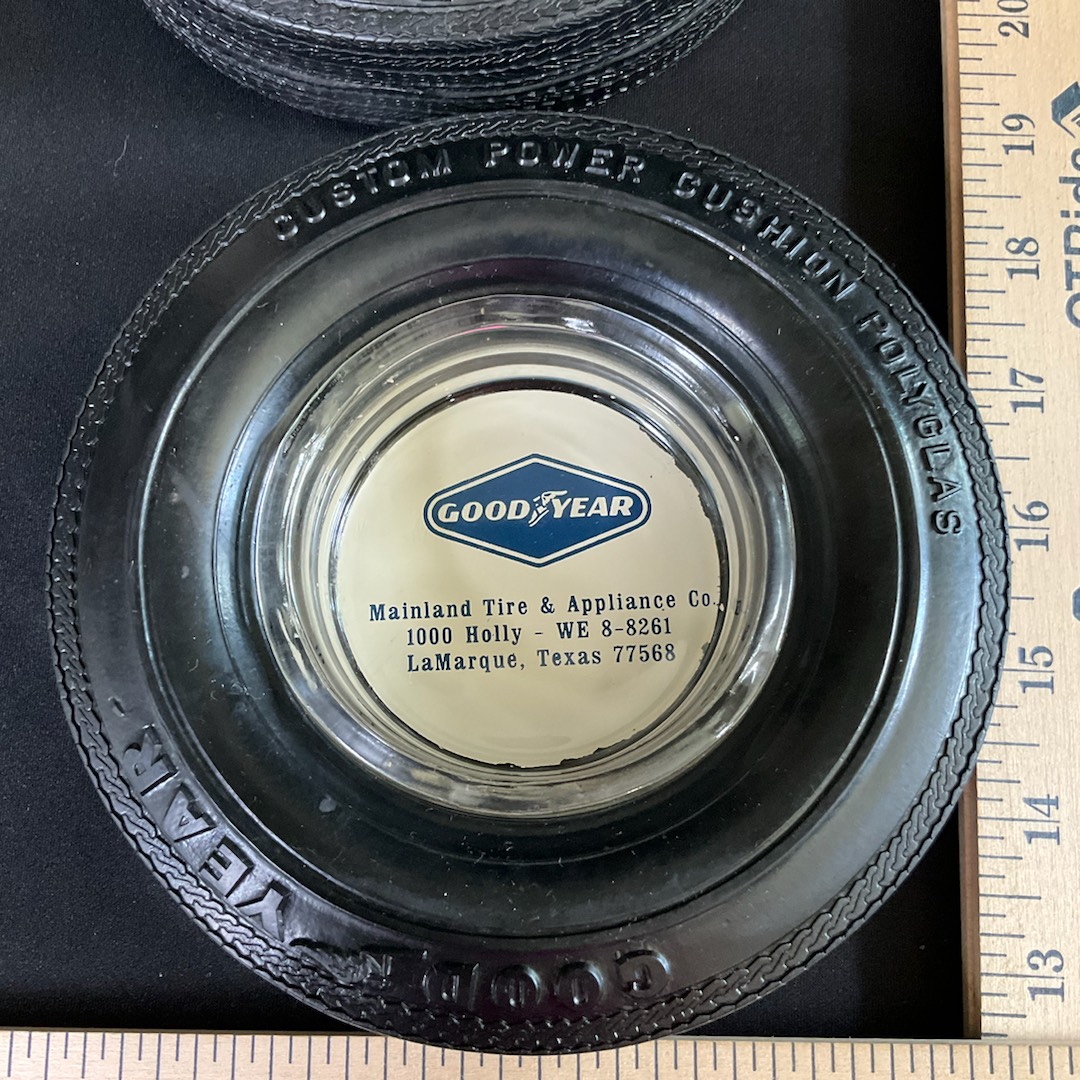 CUSTOM POWER CUSHION POLYGLAS
GOODYEAR
Mainland Tire & Appliance Co.
1000 Holly - WE 8-8261
LaMarque, Texas 77568
GOODYEAR
20
19
18
17
16
15
14
13